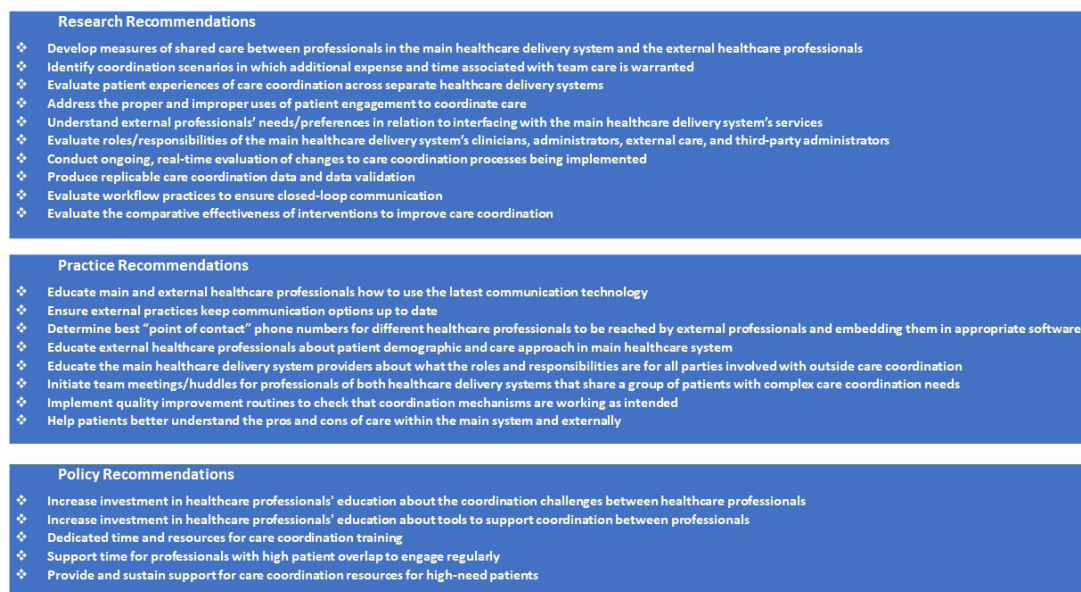 Research Recommendations
❖ Develop measures of shared care between professionals in the main healthcare delivery system and the external healthcare professionals
❖ Identify coordination scenarios in which additional expense and time associated with team care is warranted
❖ Evaluate patient experiences of care coordination across separate healthcare delivery systems
❖ Address the proper and improper uses of patient engagement to coordinate care
❖ Understand external professionals’ needs/preferences in relation to interfacing with the main healthcare delivery system’s services
❖ Evaluate roles/responsibilities of the main healthcare delivery system’s clinicians, administrators, external care, and third-party administrators
❖ Conduct ongoing, real-time evaluation of changes to care coordination processes being implemented
❖ Produce replicable care coordination data and data validation
❖ Evaluate workflow practices to ensure closed-loop communication
❖ Evaluate the comparative effectiveness of interventions to improve care coordination
Practice Recommendations
❖ Educate main and external healthcare professionals how to use the latest communication technology
❖ Ensure external practices keep communication options up to date
❖ Determine best “point of contact” phone numbers for different healthcare professionals to be reached by external professionals and embedding them in appropriate software
❖ Educate external healthcare professionals about patient demographic and care approach in main healthcare system
❖ Educate the main healthcare delivery system providers about what the roles and responsibilities are for all parties involved with outside care coordination
❖ Initiate team meetings/huddles for professionals of both healthcare delivery systems that share a group of patients with complex care coordination needs
❖ Implement quality improvement routines to check that coordination mechanisms are working as intended
❖ Help patients better understand the pros and cons of care within the main system and externally
Policy Recommendations
❖ Increase investment in healthcare professionals' education about the coordination challenges between healthcare professionals
❖ Increase investment in healthcare professionals' education about tools to support coordination between professionals
❖ Dedicated time and resources for care coordination training
❖ Support time for professionals with high patient overlap to engage regularly
❖ Provide and sustain support for care coordination resources for high-need patients